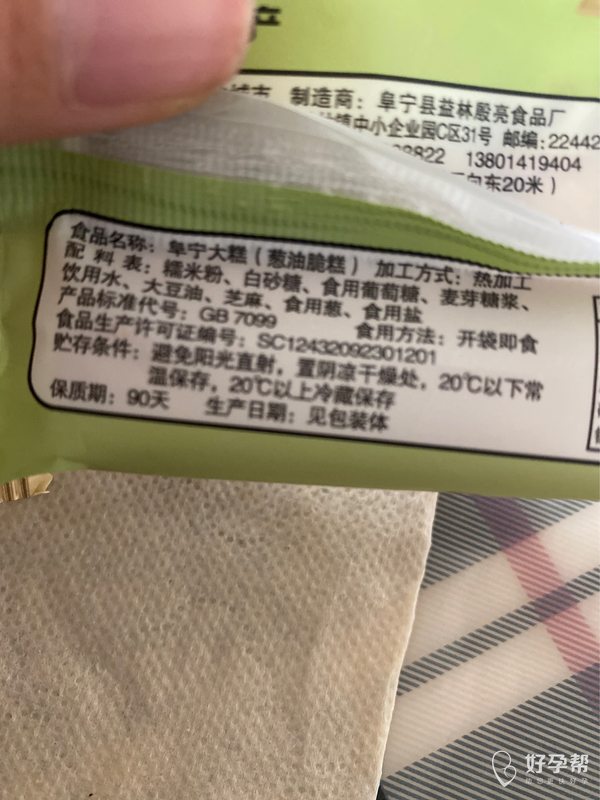 产
制造商：阜宁县益林殷亮食品厂
镇中小企业园C区31号 邮编：22442
8822 13801419404
向东20米）
食品名称：阜宁大糕（葱油脆糕） 加工方式：热加工
配 料 表：糯米粉、白砂糖、食用葡萄糖、麦芽糖浆、
饮用水、大豆油、芝麻、食用葱、食用盐
产品标准代号：GB 7099 食用方法：开袋即食
食品生产许可证编号：SC12432092301201
贮存条件：避免阳光直射，置阴凉干燥处，20℃以下常
温保存，20℃以上冷藏保存
保质期：90天 生产日期：见包装体
好孕帮